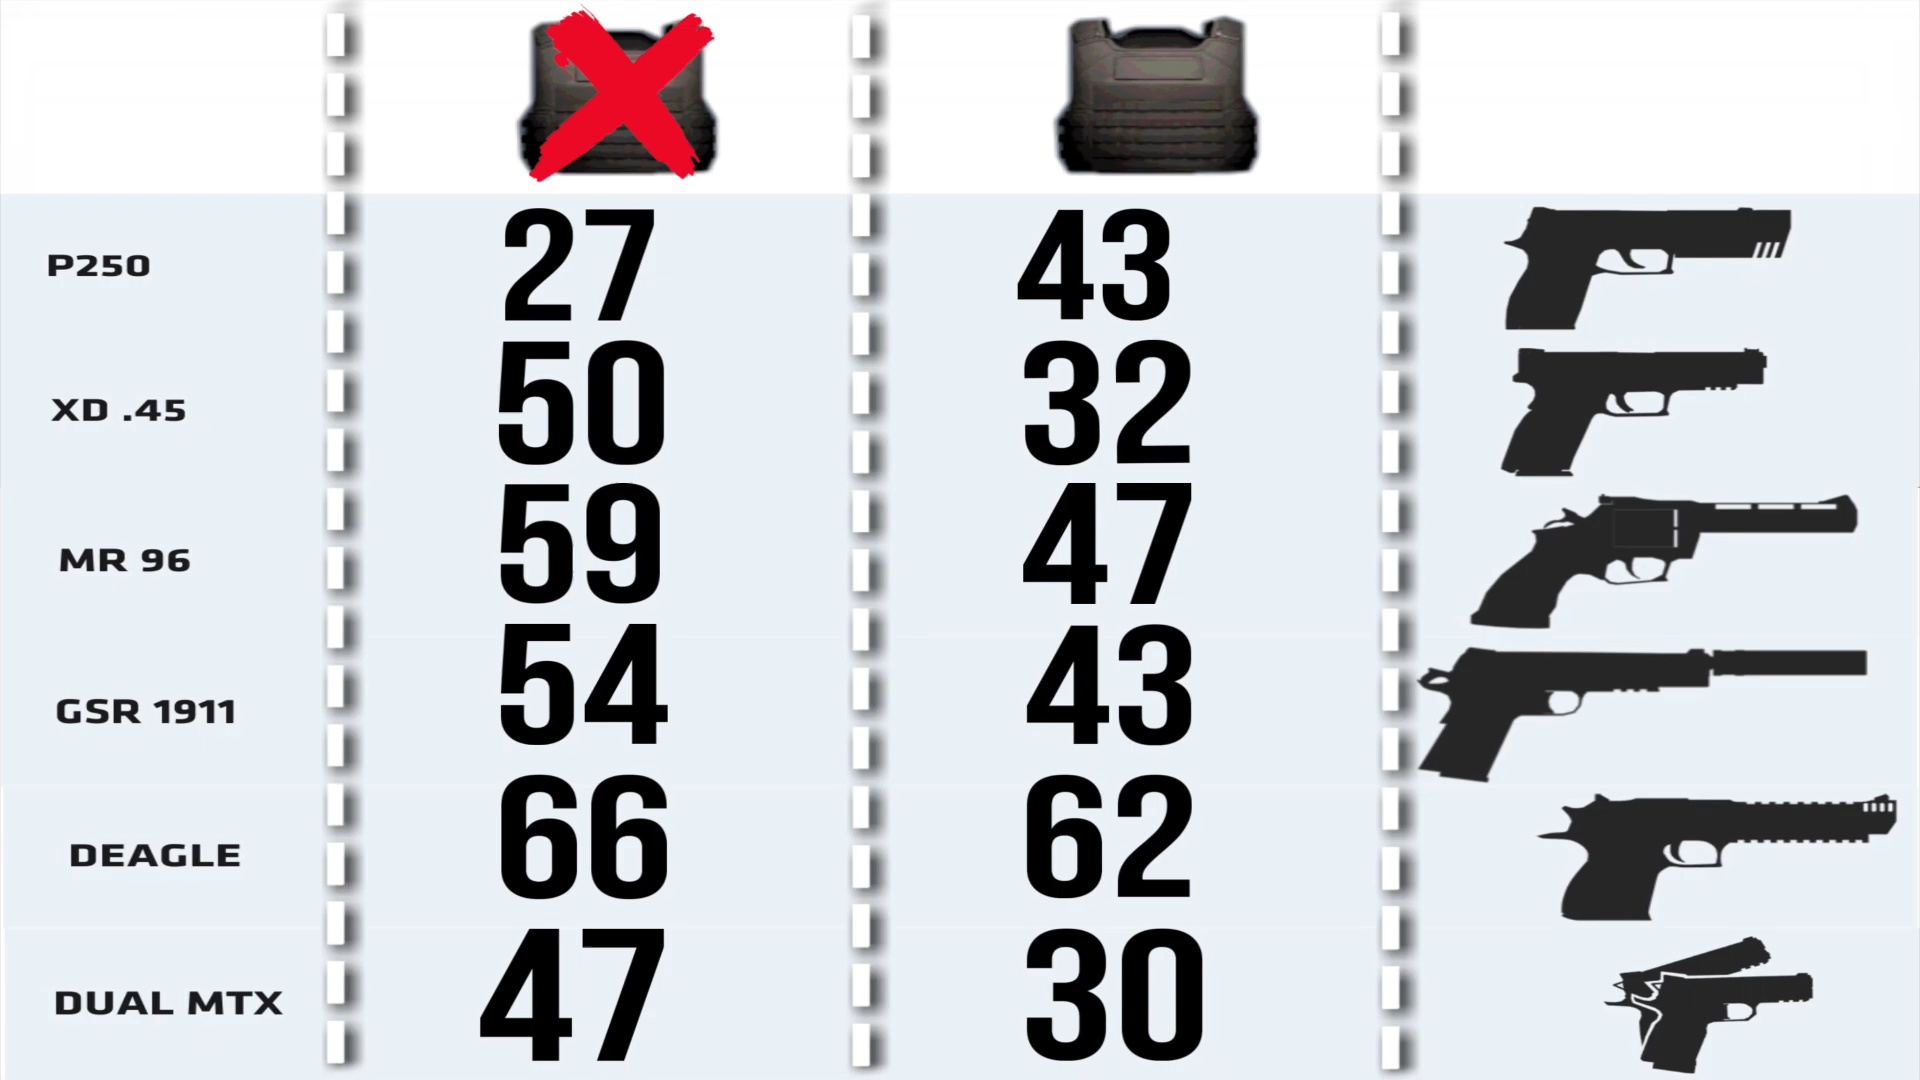 P250 27 43
XD .45 50 32
MR 96 59 47
GSR 1911 54 43
DEAGLE 66 62
DUAL MTX 47 30